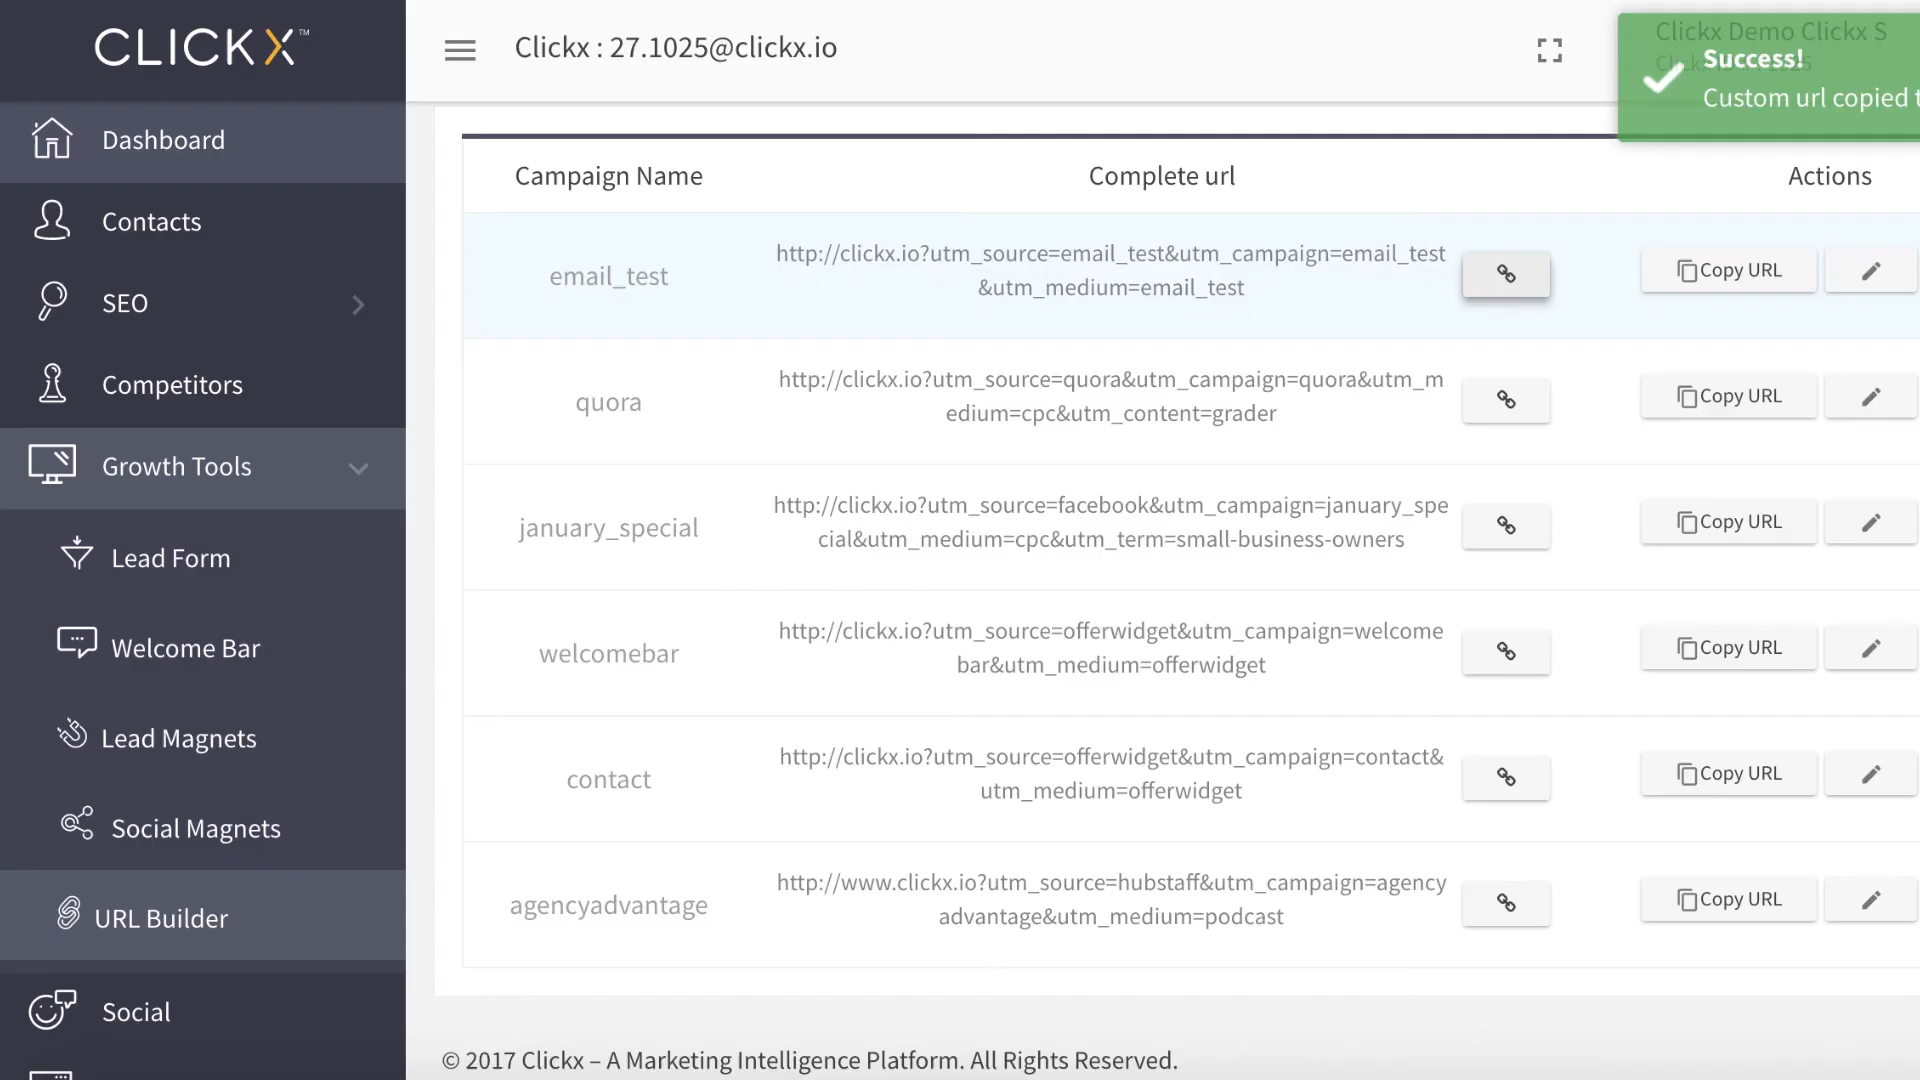 CLICKX™
Clickx : 27.1025@clickx.io
Clickx Demo Clickx S
Success!
Custom url copied t
Dashboard
Contacts
SEO
Competitors
Growth Tools
Lead Form
Welcome Bar
Lead Magnets
Social Magnets
URL Builder
Social
Campaign Name
Complete url
Actions
email_test
http://clickx.io?utm_source=email_test&utm_campaign=email_test
&utm_medium=email_test
Copy URL
quora
http://clickx.io?utm_source=quora&utm_campaign=quora&utm_m
edium=cpc&utm_content=grader
Copy URL
january_special
http://clickx.io?utm_source=facebook&utm_campaign=january_spe
cial&utm_medium=cpc&utm_term=small-business-owners
Copy URL
welcomebar
http://clickx.io?utm_source=offerwidget&utm_campaign=welcome
bar&utm_medium=offerwidget
Copy URL
contact
http://clickx.io?utm_source=offerwidget&utm_campaign=contact&
utm_medium=offerwidget
Copy URL
agencyadvantage
http://www.clickx.io?utm_source=hubstaff&utm_campaign=agency
advantage&utm_medium=podcast
Copy URL
© 2017 Clickx – A Marketing Intelligence Platform. All Rights Reserved.